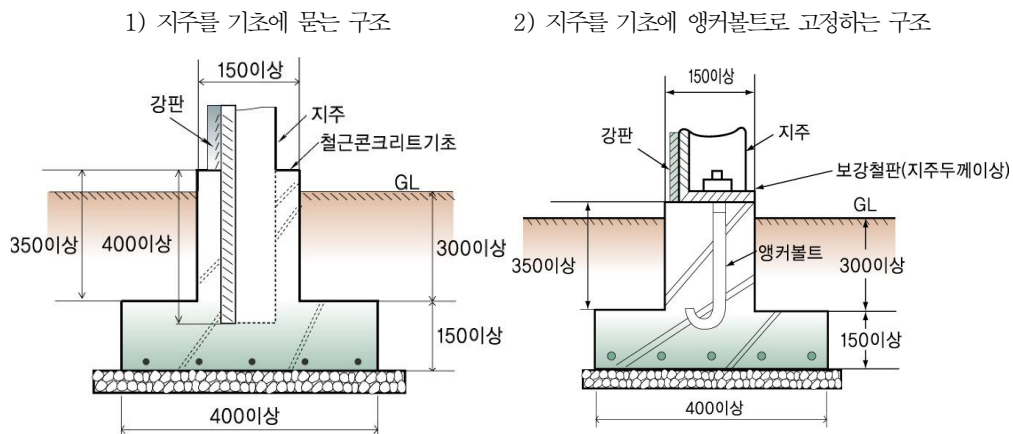 1) 지주를 기초에 묻는 구조
150이상
강판
지주
철근콘크리트기초
GL
350이상
400이상
300이상
150이상
400이상
2) 지주를 기초에 앵커볼트로 고정하는 구조
150이상
강판
지주
보강철판(지주두께이상)
GL
350이상
앵커볼트
300이상
150이상
400이상